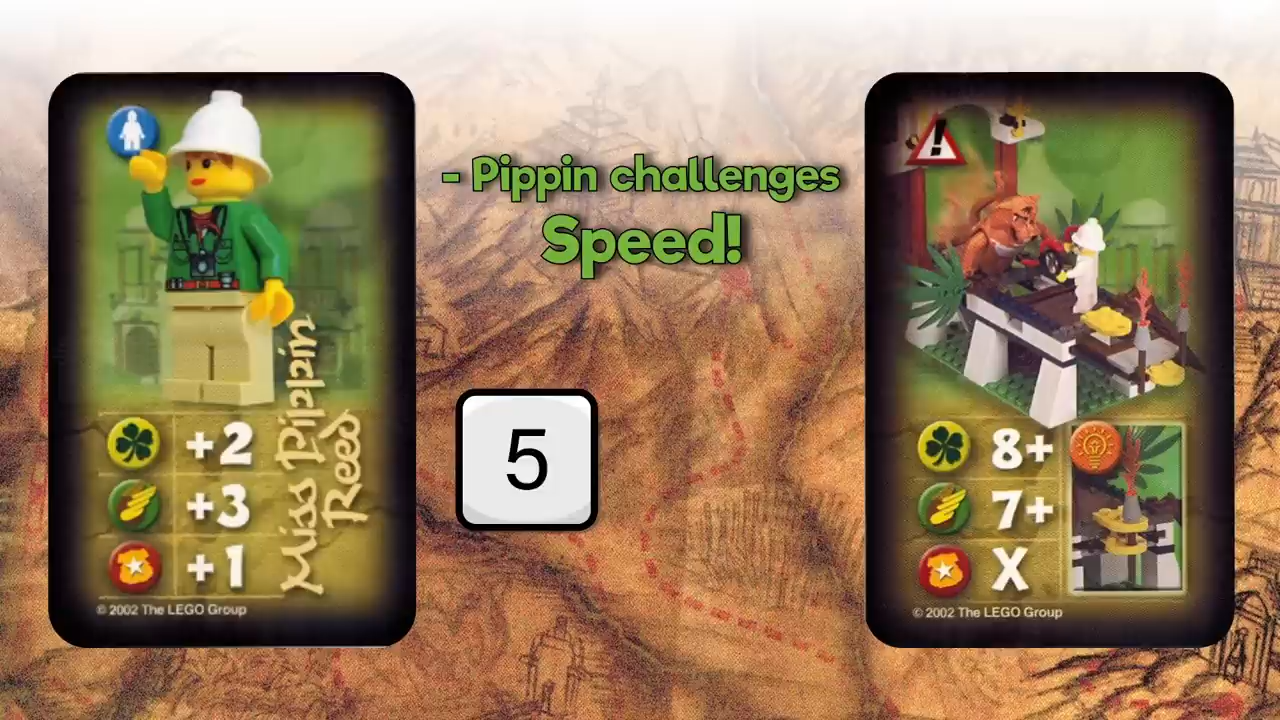 - Pippin challenges
Speed!
5
+2
+3
+1
Miss Pippin
Reed
© 2002 The LEGO Group
!
8+
7+
X
© 2002 The LEGO Group